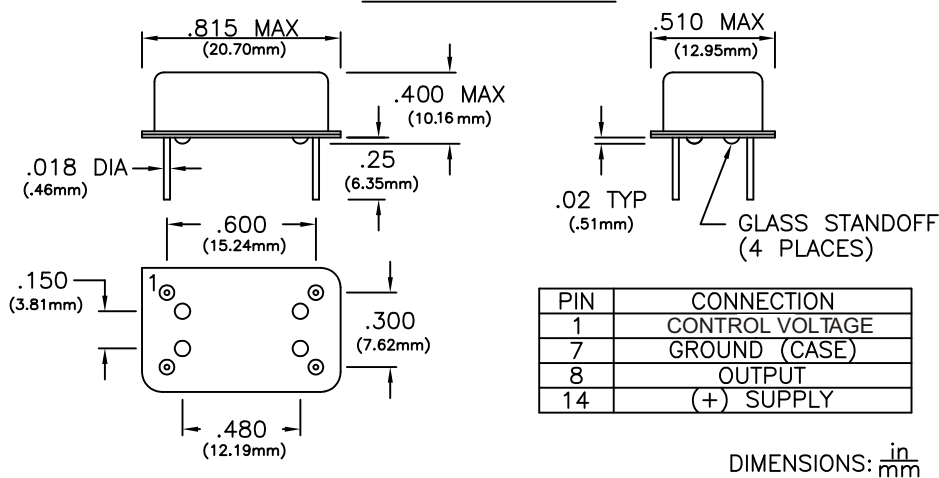 .815 MAX
(20.70mm)
.510 MAX
(12.95mm)
.400 MAX
(10.16mm)
.018 DIA
(.46mm)
.25
(6.35mm)
.02 TYP
(.51mm)
GLASS STANDOFF
(4 PLACES)
.600
(15.24mm)
1
.150
(3.81mm)
.300
(7.62mm)
.480
(12.19mm)
PIN CONNECTION
1 CONTROL VOLTAGE
7 GROUND (CASE)
8 OUTPUT
14 (+) SUPPLY
DIMENSIONS: in
mm